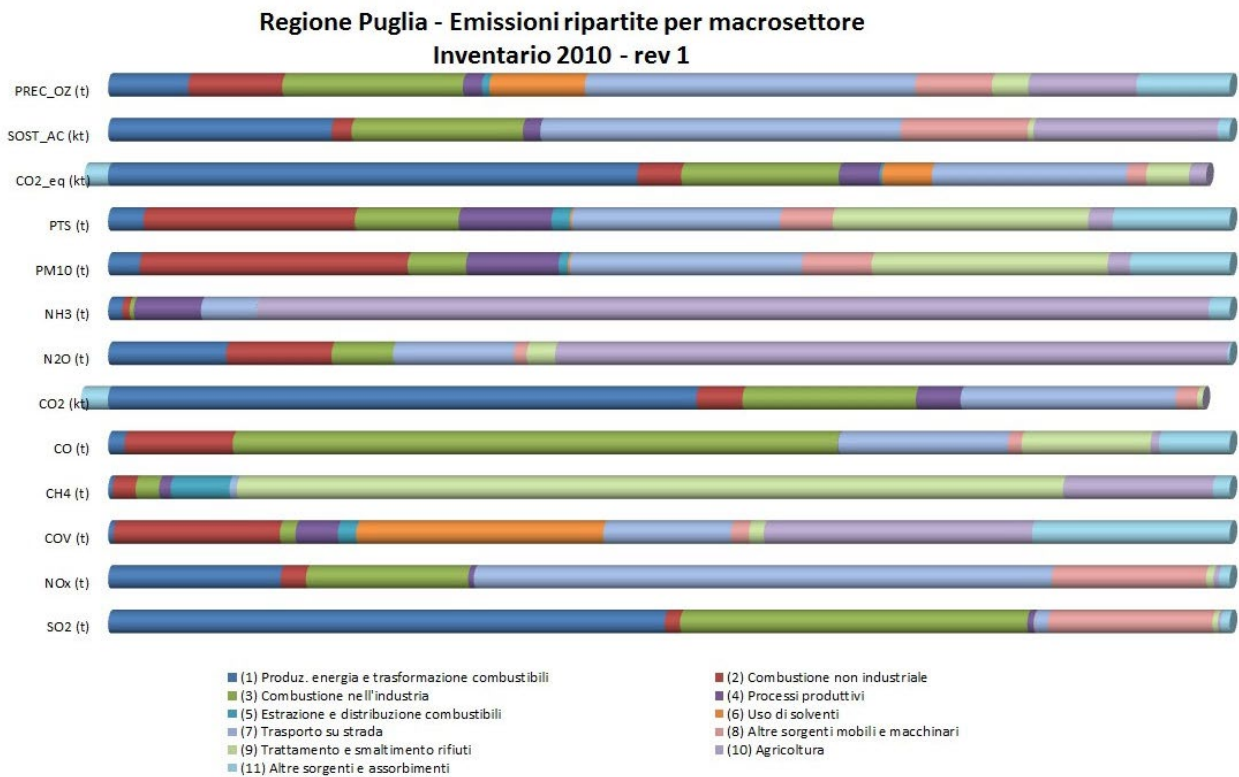 Regione Puglia - Emissioni ripartite per macrosettore
Inventario 2010 - rev 1
PREC_OZ (t)
SOST_AC (kt)
CO2_eq (kt)
PTS (t)
PM10 (t)
NH3 (t)
N2O (t)
CO2 (kt)
CO (t)
CH4 (t)
COV (t)
NOx (t)
SO2 (t)
(1) Produz. energia e trasformazione combustibili
(2) Combustione non industriale
(3) Combustione nell'industria
(4) Processi produttivi
(5) Estrazione e distribuzione combustibili
(6) Uso di solventi
(7) Trasporto su strada
(8) Altre sorgenti mobili e macchinari
(9) Trattamento e smaltimento rifiuti
(10) Agricoltura
(11) Altre sorgenti e assorbimenti